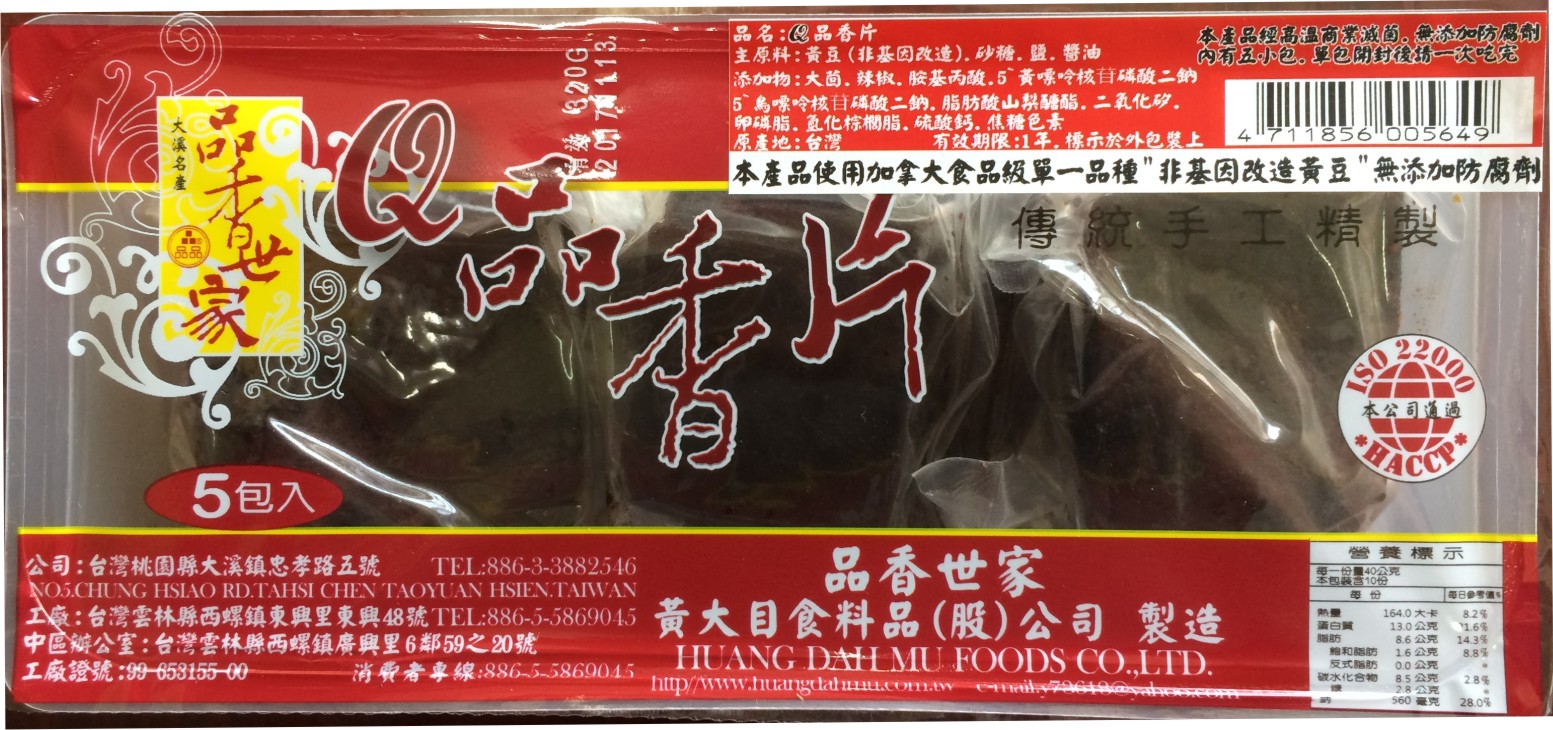 大溪名產
品香世家
品品
Q品香片
5包入
320G
品名:Q品香片
主原料:黃豆(非基因改造).砂糖.鹽.醬油
添加物:大茴.辣椒.胺基丙酸.5`黃嘌呤核苷磷酸二鈉
5`烏嘌呤核苷磷酸二鈉.脂肪酸山梨醣酯.二氧化矽.
卵磷脂.氫化棕櫚脂.硫酸鈣.焦糖色素
原產地:台灣 有效期限:1年.標示於外包裝上
本產品經高溫商業滅菌.無添加防腐劑
內有五小包.單包開封後請一次吃完
4 711856 005649
本產品使用加拿大食品級單一品種"非基因改造黃豆"無添加防腐劑
傳統手工精製
ISO 22000
本公司通過
*HACCP*
公司:台灣桃園縣大溪鎮忠孝路五號 TEL:886-3-3882546
NO5.CHUNG HSIAO RD.TAHSI CHEN TAOYUAN HSIEN.TAIWAN
工廠:台灣雲林縣西螺鎮東興里東興48號 TEL:886-5-5869045
中區辦公室:台灣雲林縣西螺鎮廣興里6鄰59之20號
工廠證號:99-653155-00 消費者專線:886-5-5869045
品香世家
黃大目食料品(股)公司 製造
HUANG DAH MU FOODS CO.,LTD.
http//www.huangdahmu.com.tw
營養標示
每一份量40公克
本包裝含10份
每份 每日參考值%
熱量 164.0 大卡 8.2%
蛋白質 13.0 公克 21.6%
脂肪 8.6 公克 14.3%
飽和脂肪 1.6 公克 8.8%
反式脂肪 0.0 公克 *
碳水化合物 8.5 公克 2.8%
糖 2.8 公克 *
鈉 560 毫克 28.0%